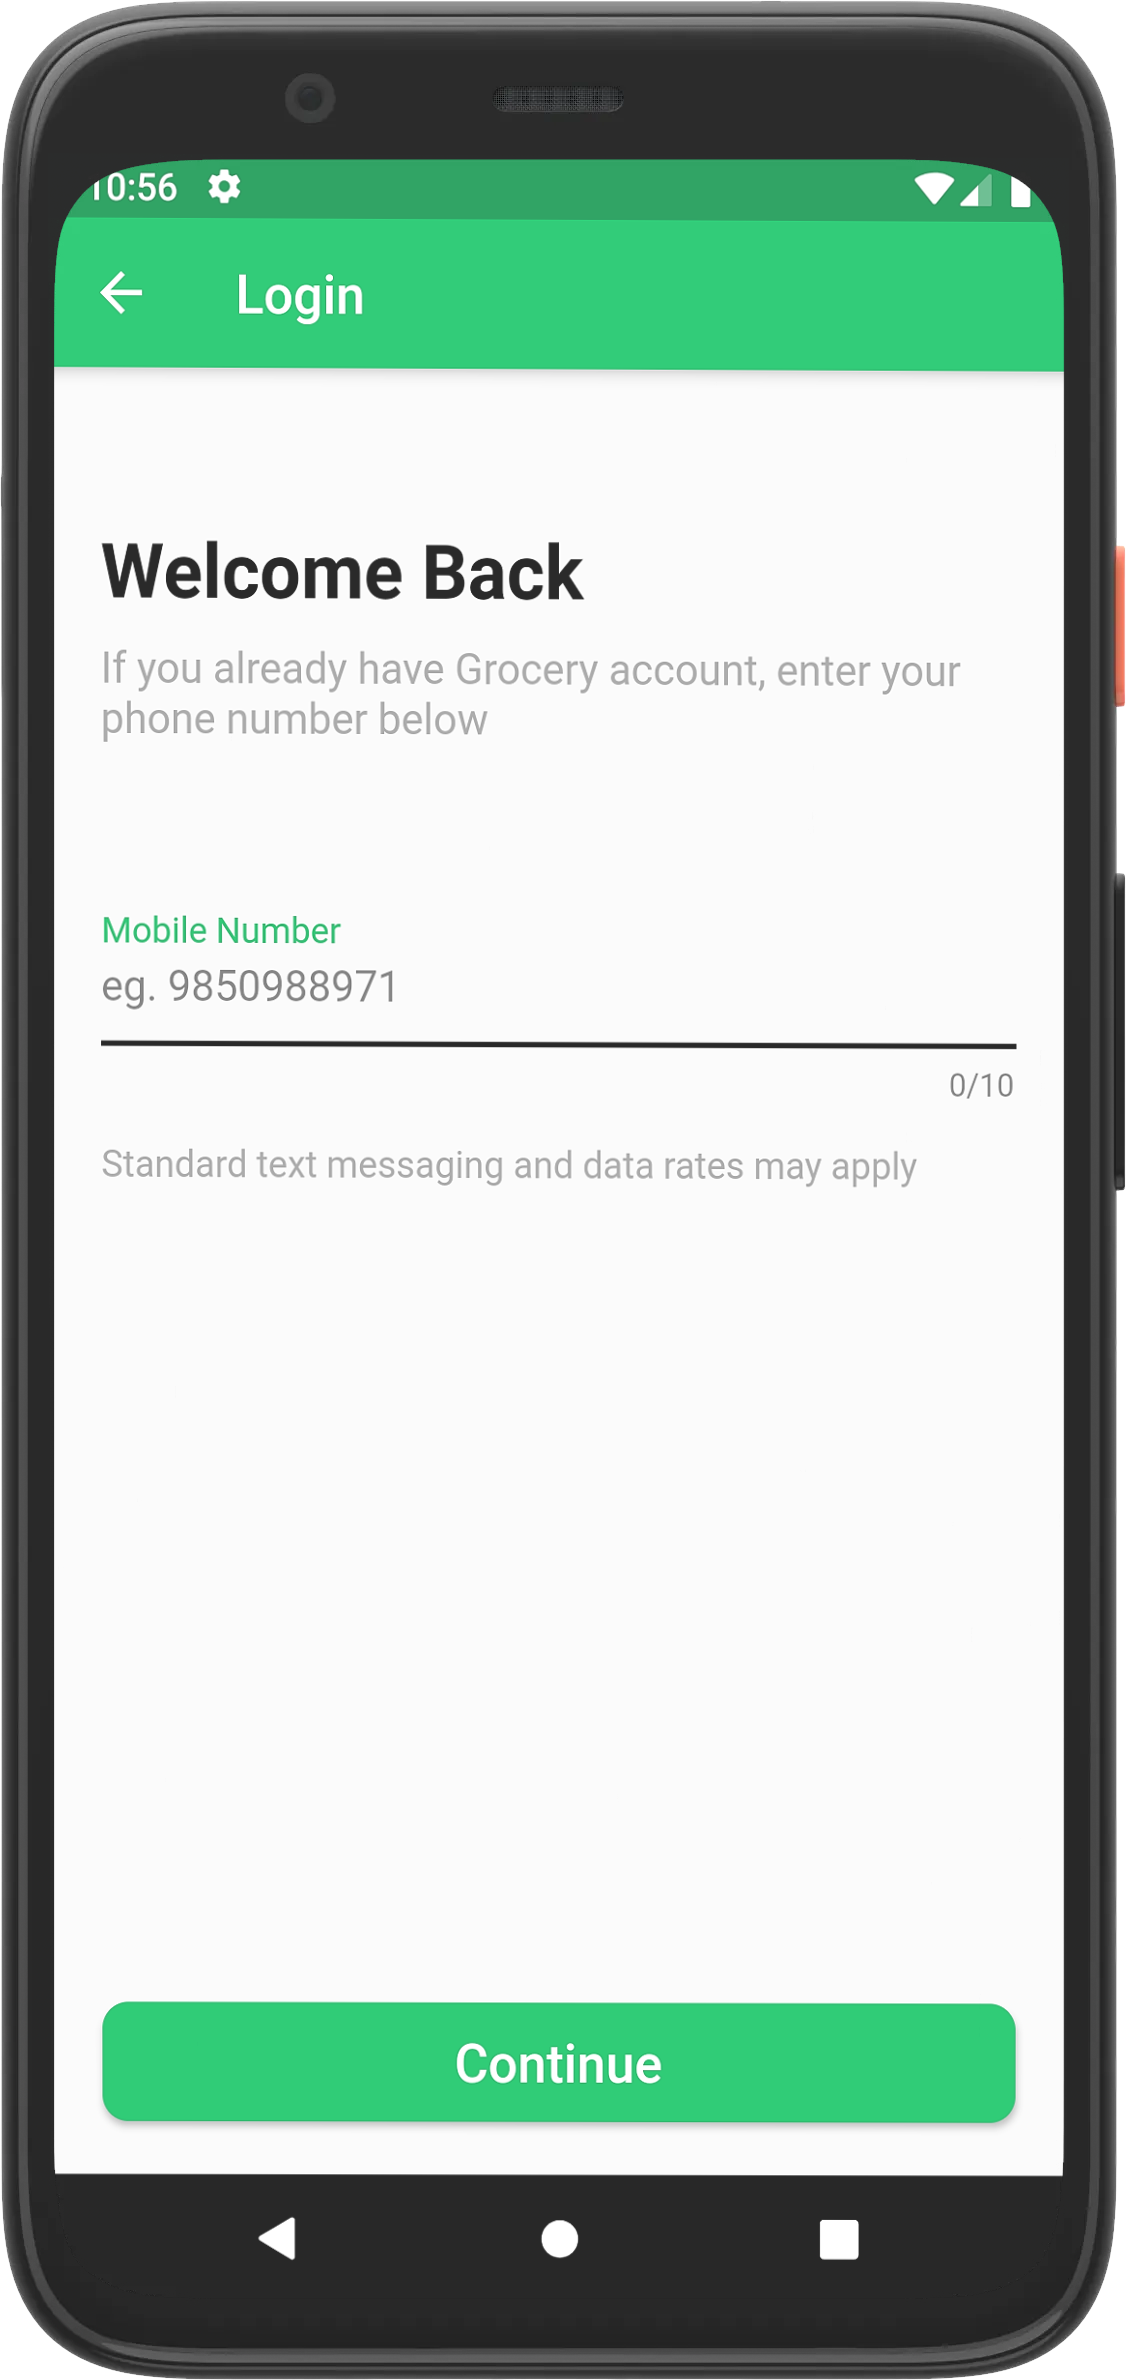 10:56
Login
Welcome Back
If you already have Grocery account, enter your
phone number below
Mobile Number
eg. 9850988971
0/10
Standard text messaging and data rates may apply
Continue